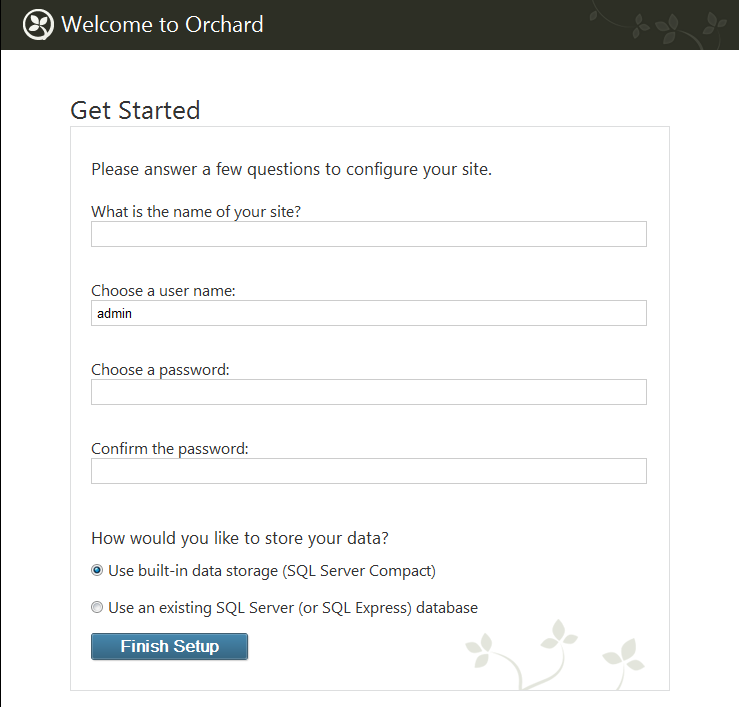 Welcome to Orchard
Get Started
Please answer a few questions to configure your site.
What is the name of your site?
Choose a user name:
admin
Choose a password:
Confirm the password:
How would you like to store your data?
Use built-in data storage (SQL Server Compact)
Use an existing SQL Server (or SQL Express) database
Finish Setup